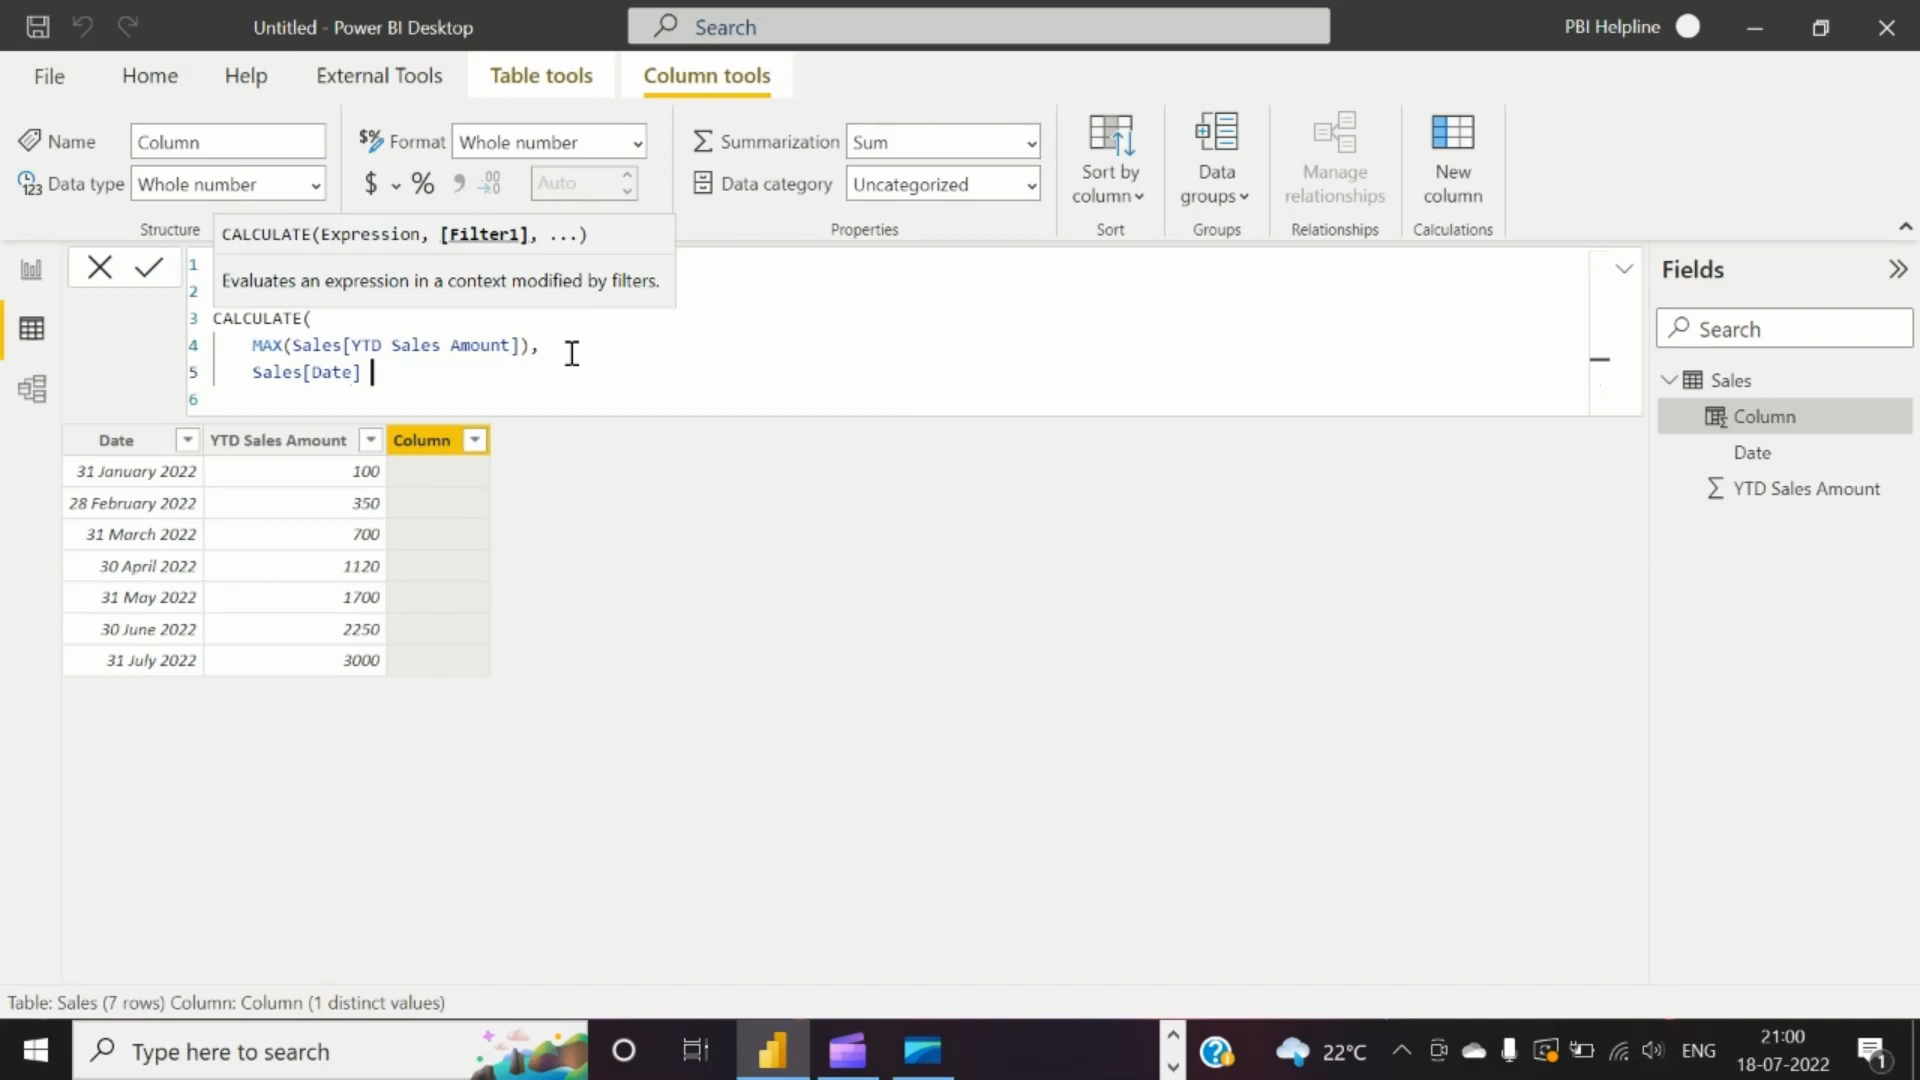 Untitled - Power BI Desktop
Search
PBI Helpline
File
Home
Help
External Tools
Table tools
Column tools
Name
Column
Format
Whole number
Summarization
Sum
Data type
Whole number
$
%
Auto
Data category
Uncategorized
Sort by
column
Data
groups
Manage
relationships
New
column
Structure
Properties
Sort
Groups
Relationships
Calculations
CALCULATE(Expression, [Filter1], ...)
Evaluates an expression in a context modified by filters.
1
2
3 CALCULATE(
4 MAX(Sales[YTD Sales Amount]),
5 Sales[Date]
6
Date YTD Sales Amount Column
31 January 2022 100
28 February 2022 350
31 March 2022 700
30 April 2022 1120
31 May 2022 1700
30 June 2022 2250
31 July 2022 3000
Fields
Search
Sales
Column
Date
YTD Sales Amount
Table: Sales (7 rows) Column: Column (1 distinct values)
Type here to search
22°C
ENG
21:00
18-07-2022
1